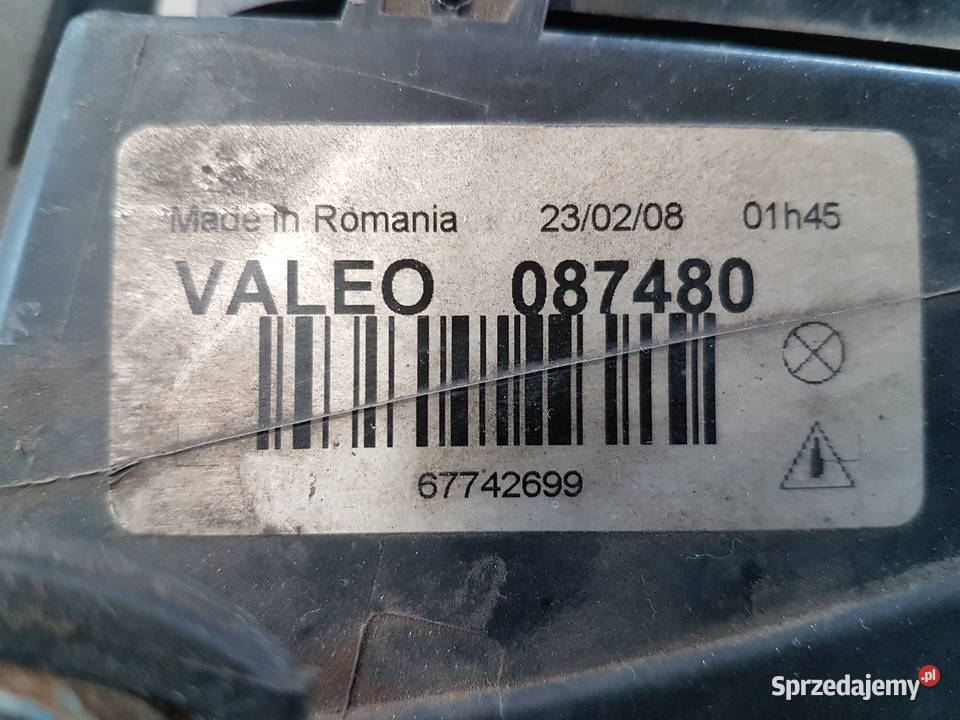 Made in Romania 23/02/08 01h45
VALEO 087480
67742699
Sprzedajemy.pl